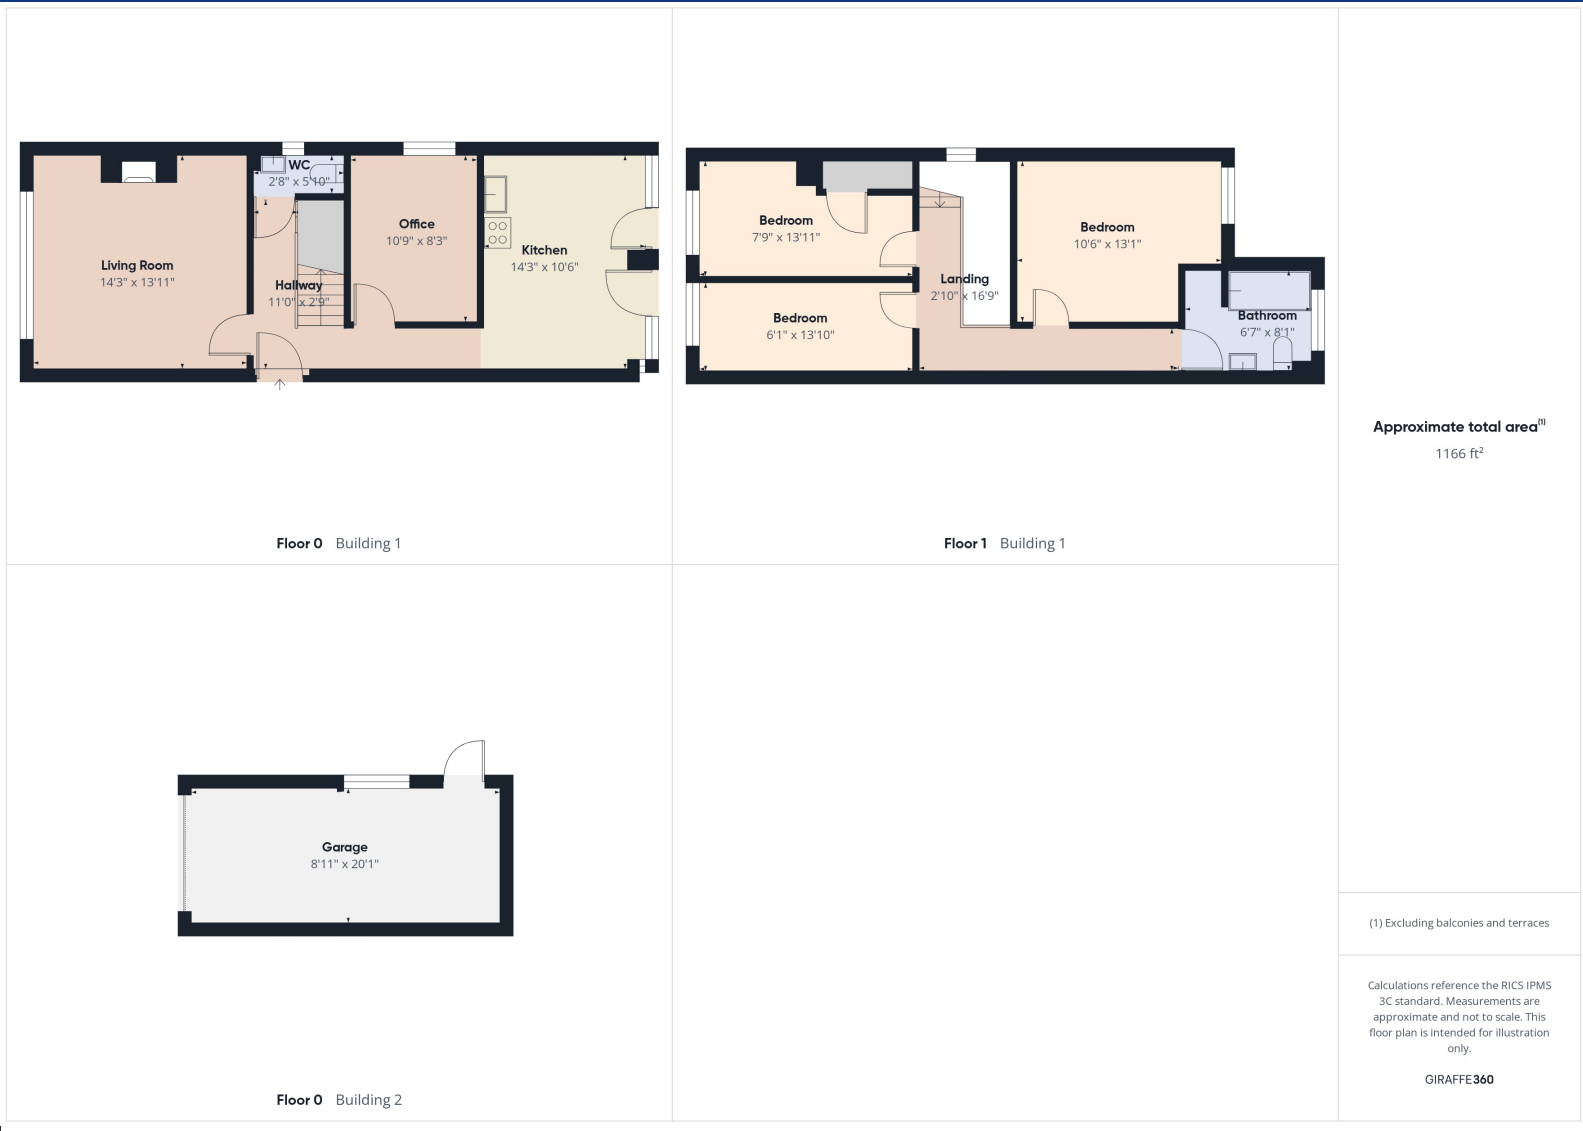 Living Room
14'3" x 13'11"
WC
2'8" x 5'10"
Hallway
11'0" x 2'9"
Office
10'9" x 8'3"
Kitchen
14'3" x 10'6"
Floor 0 Building 1
Bedroom
7'9" x 13'11"
Bedroom
6'1" x 13'10"
Landing
2'10" x 16'9"
Bedroom
10'6" x 13'1"
Bathroom
6'7" x 8'1"
Floor 1 Building 1
Garage
8'11" x 20'1"
Floor 0 Building 2
Approximate total area(1)
1166 ft²
(1) Excluding balconies and terraces
Calculations reference the RICS IPMS
3C standard. Measurements are
approximate and not to scale. This
floor plan is intended for illustration
only.
GIRAFFE360